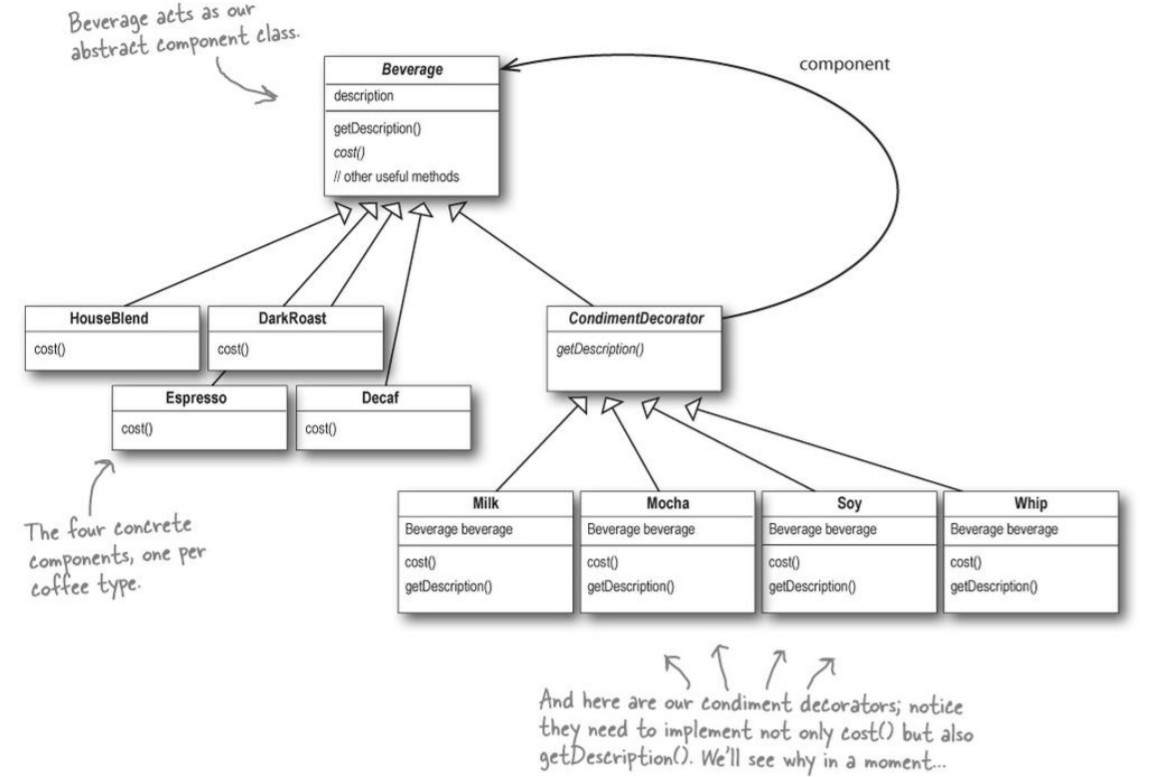 Beverage acts as our
abstract component class.
component
Beverage
description
getDescription()
cost()
// other useful methods
HouseBlend
cost()
DarkRoast
cost()
CondimentDecorator
getDescription()
Espresso
cost()
Decaf
cost()
The four concrete
components, one per
coffee type.
Milk
Beverage beverage
cost()
getDescription()
Mocha
Beverage beverage
cost()
getDescription()
Soy
Beverage beverage
cost()
getDescription()
Whip
Beverage beverage
cost()
getDescription()
And here are our condiment decorators; notice
they need to implement not only cost() but also
getDescription(). We'll see why in a moment...